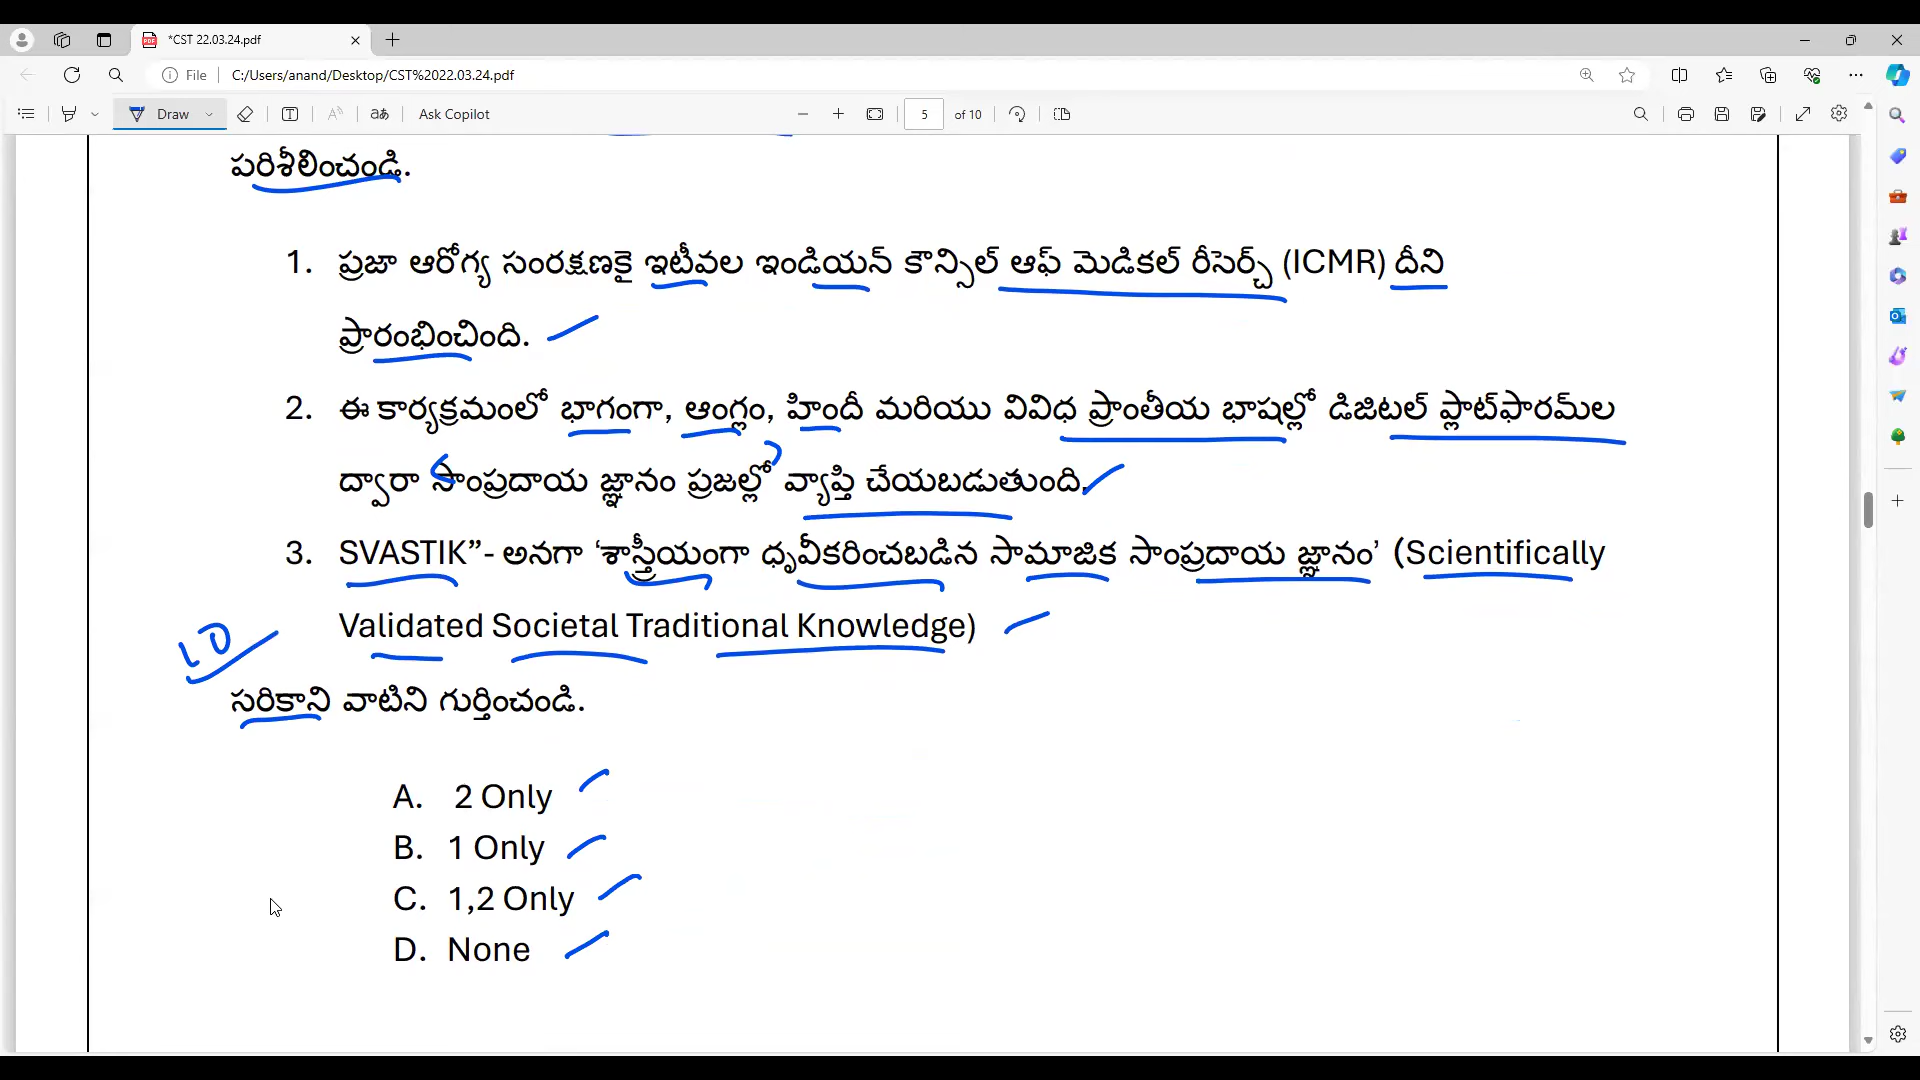 *CST 22.03.24.pdf
File C:/Users/anand/Desktop/CST%2022.03.24.pdf
Draw aあ Ask Copilot 5 of 10
పరిశీలించండి.
1. ప్రజా ఆరోగ్య సంరక్షణకై ఇటీవల ఇండియన్ కౌన్సిల్ ఆఫ్ మెడికల్ రీసెర్చ్ (ICMR) దీని
ప్రారంభించింది.
2. ఈ కార్యక్రమంలో భాగంగా, ఆంగ్లం, హిందీ మరియు వివిధ ప్రాంతీయ భాషల్లో డిజిటల్ ప్లాట్‌ఫారమ్‌ల
ద్వారా సాంప్రదాయ జ్ఞానం ప్రజల్లో వ్యాప్తి చేయబడుతుంది.
3. SVASTIK”- అనగా ‘శాస్త్రీయంగా ధృవీకరించబడిన సామాజిక సాంప్రదాయ జ్ఞానం’ (Scientifically
Validated Societal Traditional Knowledge)
సరికాని వాటిని గుర్తించండి.
A. 2 Only
B. 1 Only
C. 1,2 Only
D. None